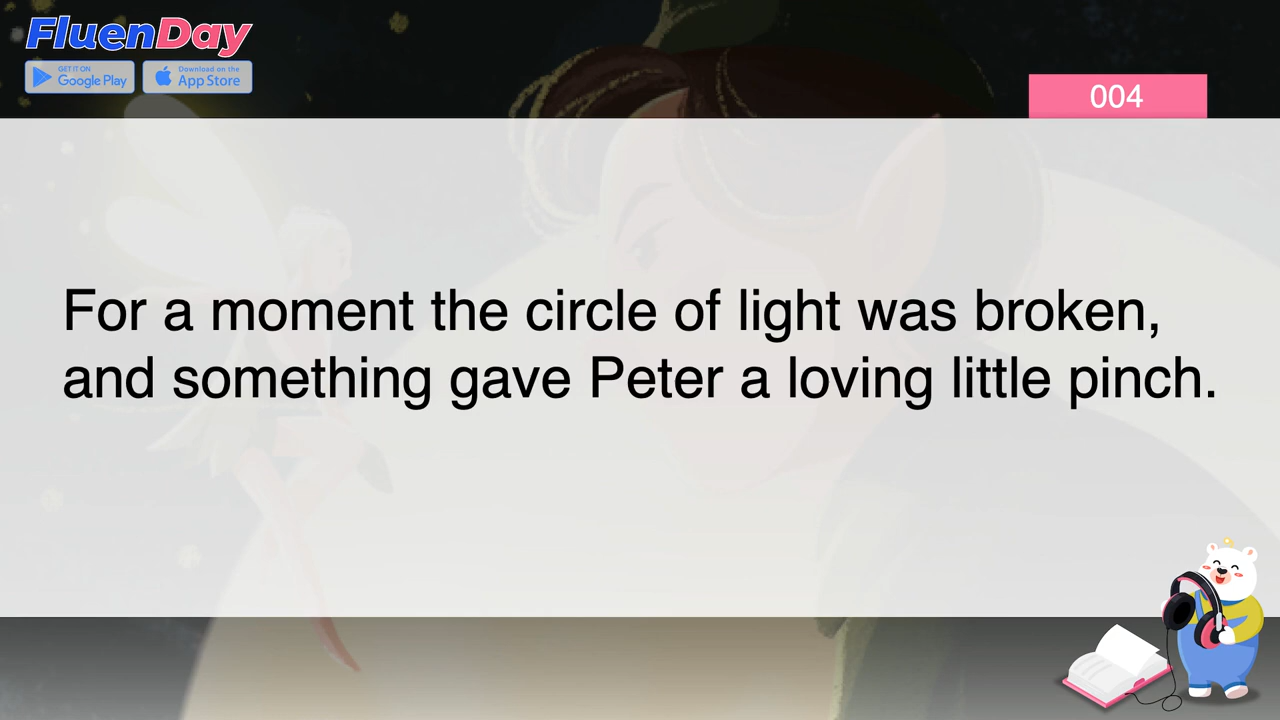 FluenDay
GET IT ON
Google Play
Download on the
App Store
004
For a moment the circle of light was broken,
and something gave Peter a loving little pinch.